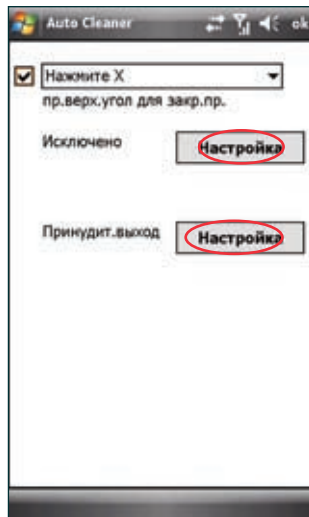 Auto Cleaner ok
Нажмите X
пр.верх.угол для закр.пр.
Исключено Настройка
Принудит.выход Настройка